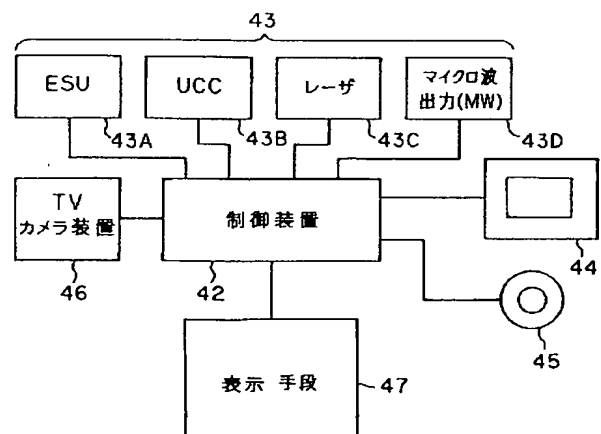 43
ESU
UCC
レーザ
マイクロ波
出力(MW)
43A
43B
43C
43D
TV
カメラ装置
制御装置
46
42
44
45
表示手段
47